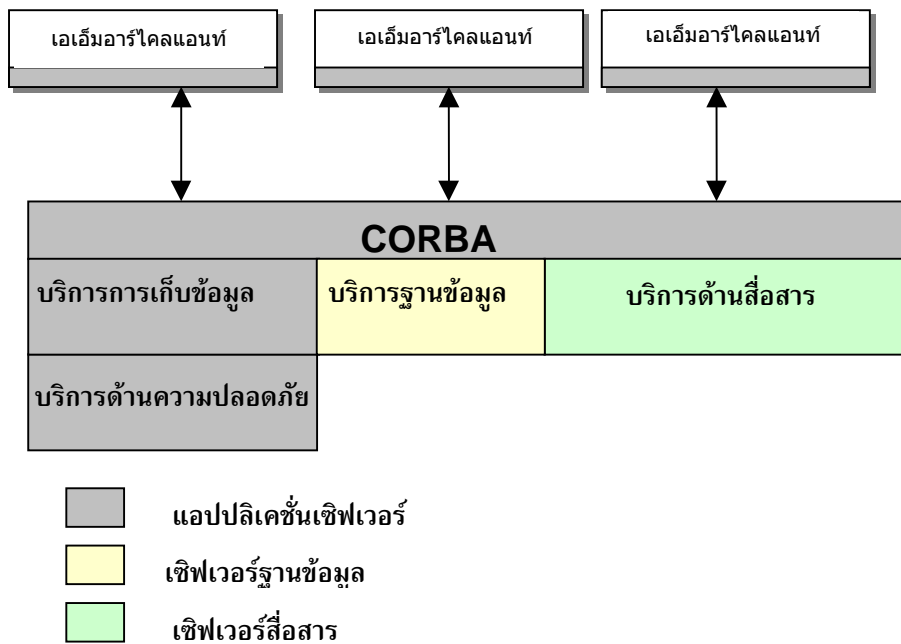 เอเอ็มอาร์ไคลแอนท์
เอเอ็มอาร์ไคลแอนท์
เอเอ็มอาร์ไคลแอนท์
CORBA
บริการการเก็บข้อมูล
บริการฐานข้อมูล
บริการด้านสื่อสาร
บริการด้านความปลอดภัย
แอปปลิเคชั่นเซิฟเวอร์
เซิฟเวอร์ฐานข้อมูล
เซิฟเวอร์สื่อสาร